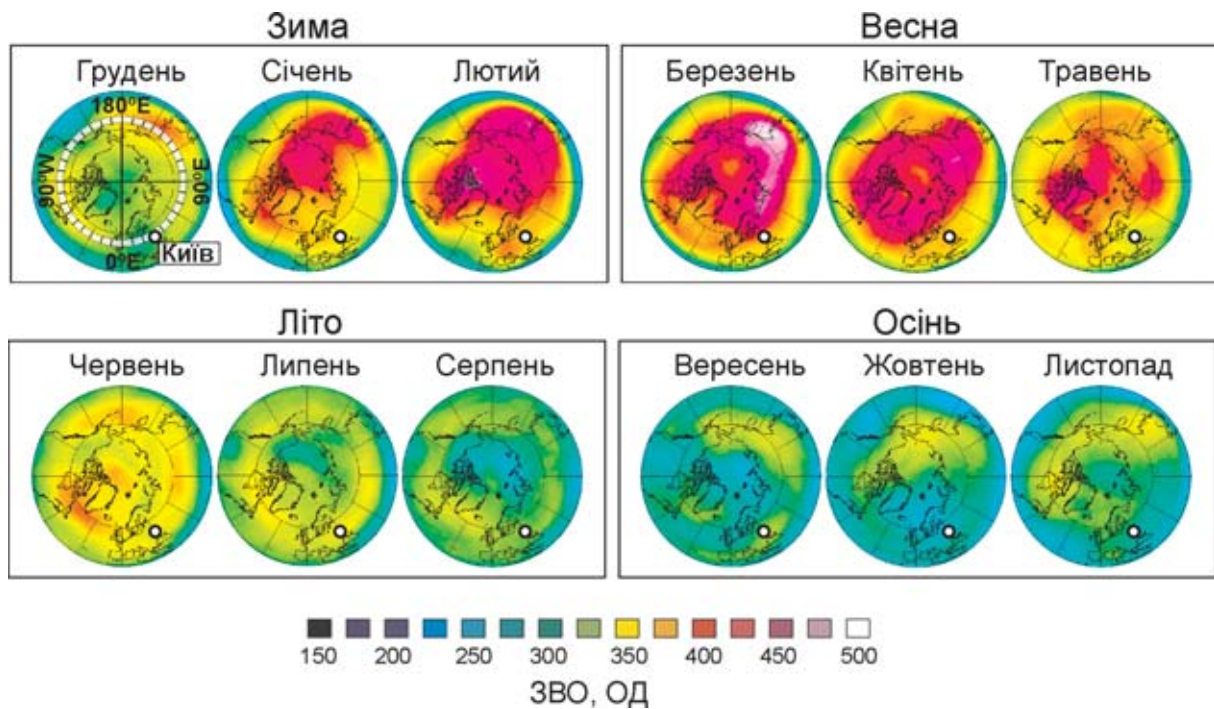 Зима
Весна
Грудень
Січень
Лютий
Березень
Квітень
Травень
180°E
90°W
90°E
0°E
Київ
Літо
Осінь
Червень
Липень
Серпень
Вересень
Жовтень
Листопад
150 200 250 300 350 400 450 500
ЗВО, ОД